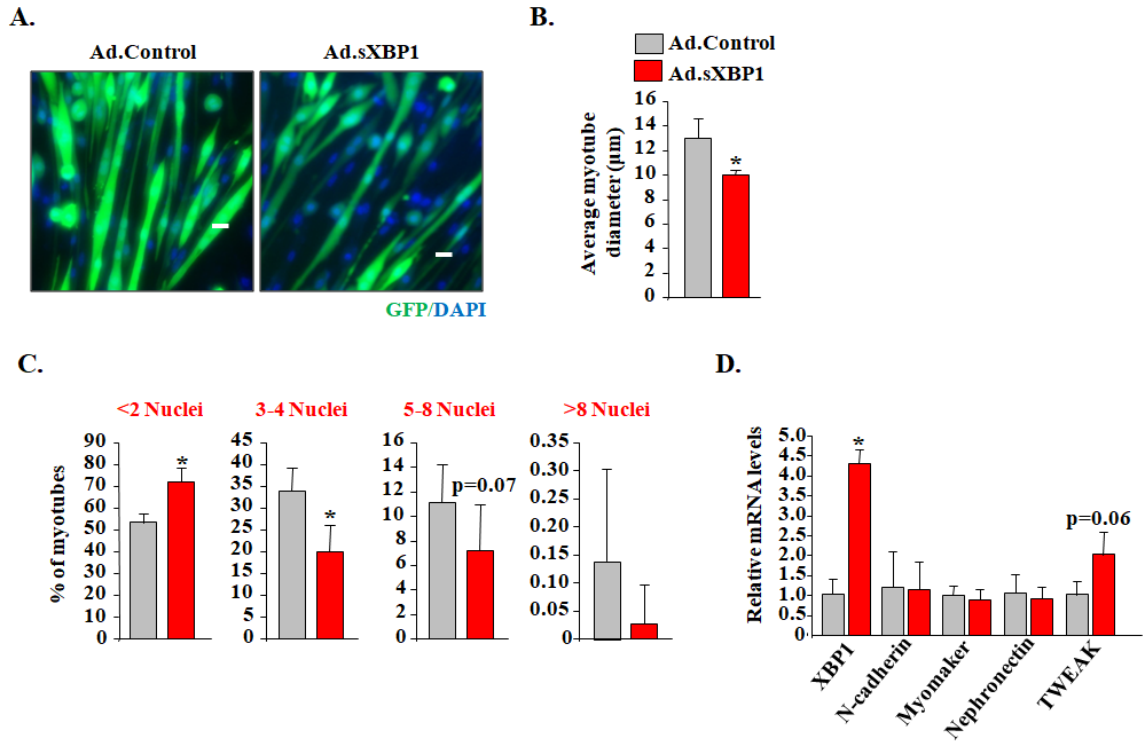 A.
Ad.Control
Ad.sXBP1
GFP/DAPI
B.
Ad.Control
Ad.sXBP1
Average myotube
diameter (µm)
16
14
12
10
8
6
4
2
0
*
C.
% of myotubes
<2 Nuclei
90
80
70
60
50
40
30
20
10
0
*
3-4 Nuclei
45
40
35
30
25
20
15
10
5
0
*
5-8 Nuclei
16
14
12
10
8
6
4
2
0
p=0.07
>8 Nuclei
0.35
0.30
0.25
0.20
0.15
0.10
0.05
0
D.
Relative mRNA levels
5.0
4.5
4.0
3.5
3.0
2.5
2.0
1.5
1.0
0.5
0
*
p=0.06
XBP1
N-cadherin
Myomaker
Nephronectin
TWEAK